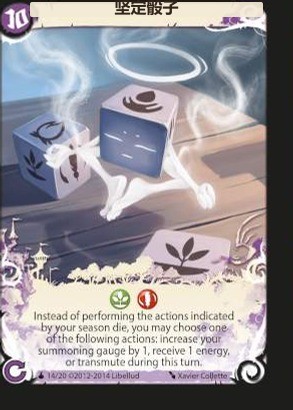 坚定骰子
10
Instead of performing the actions indicated
by your season die, you may choose one
of the following actions: increase your
summoning gauge by 1, receive 1 energy,
or transmute during this turn.
14/20 ©2012-2014 Libellud Xavier Collette